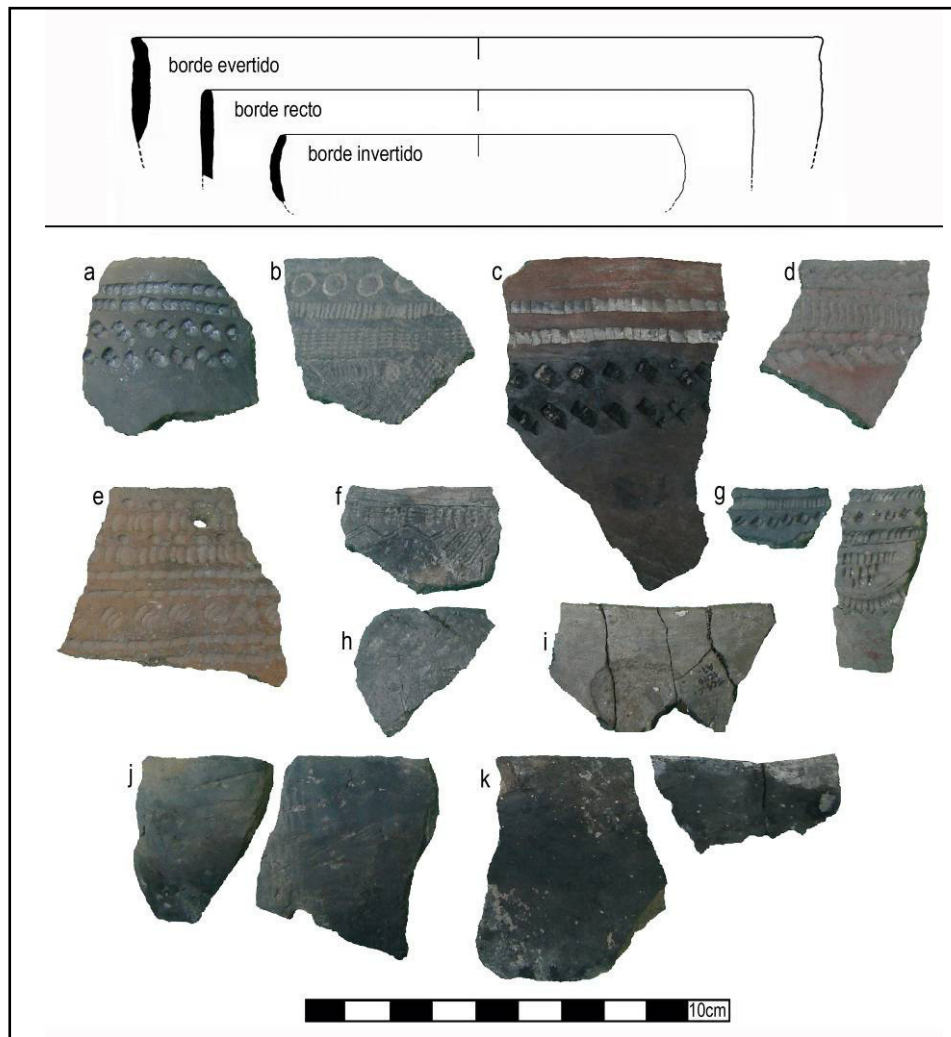 borde evertido
borde recto
borde invertido
a
b
c
d
e
f
g
h
i
j
k
10cm